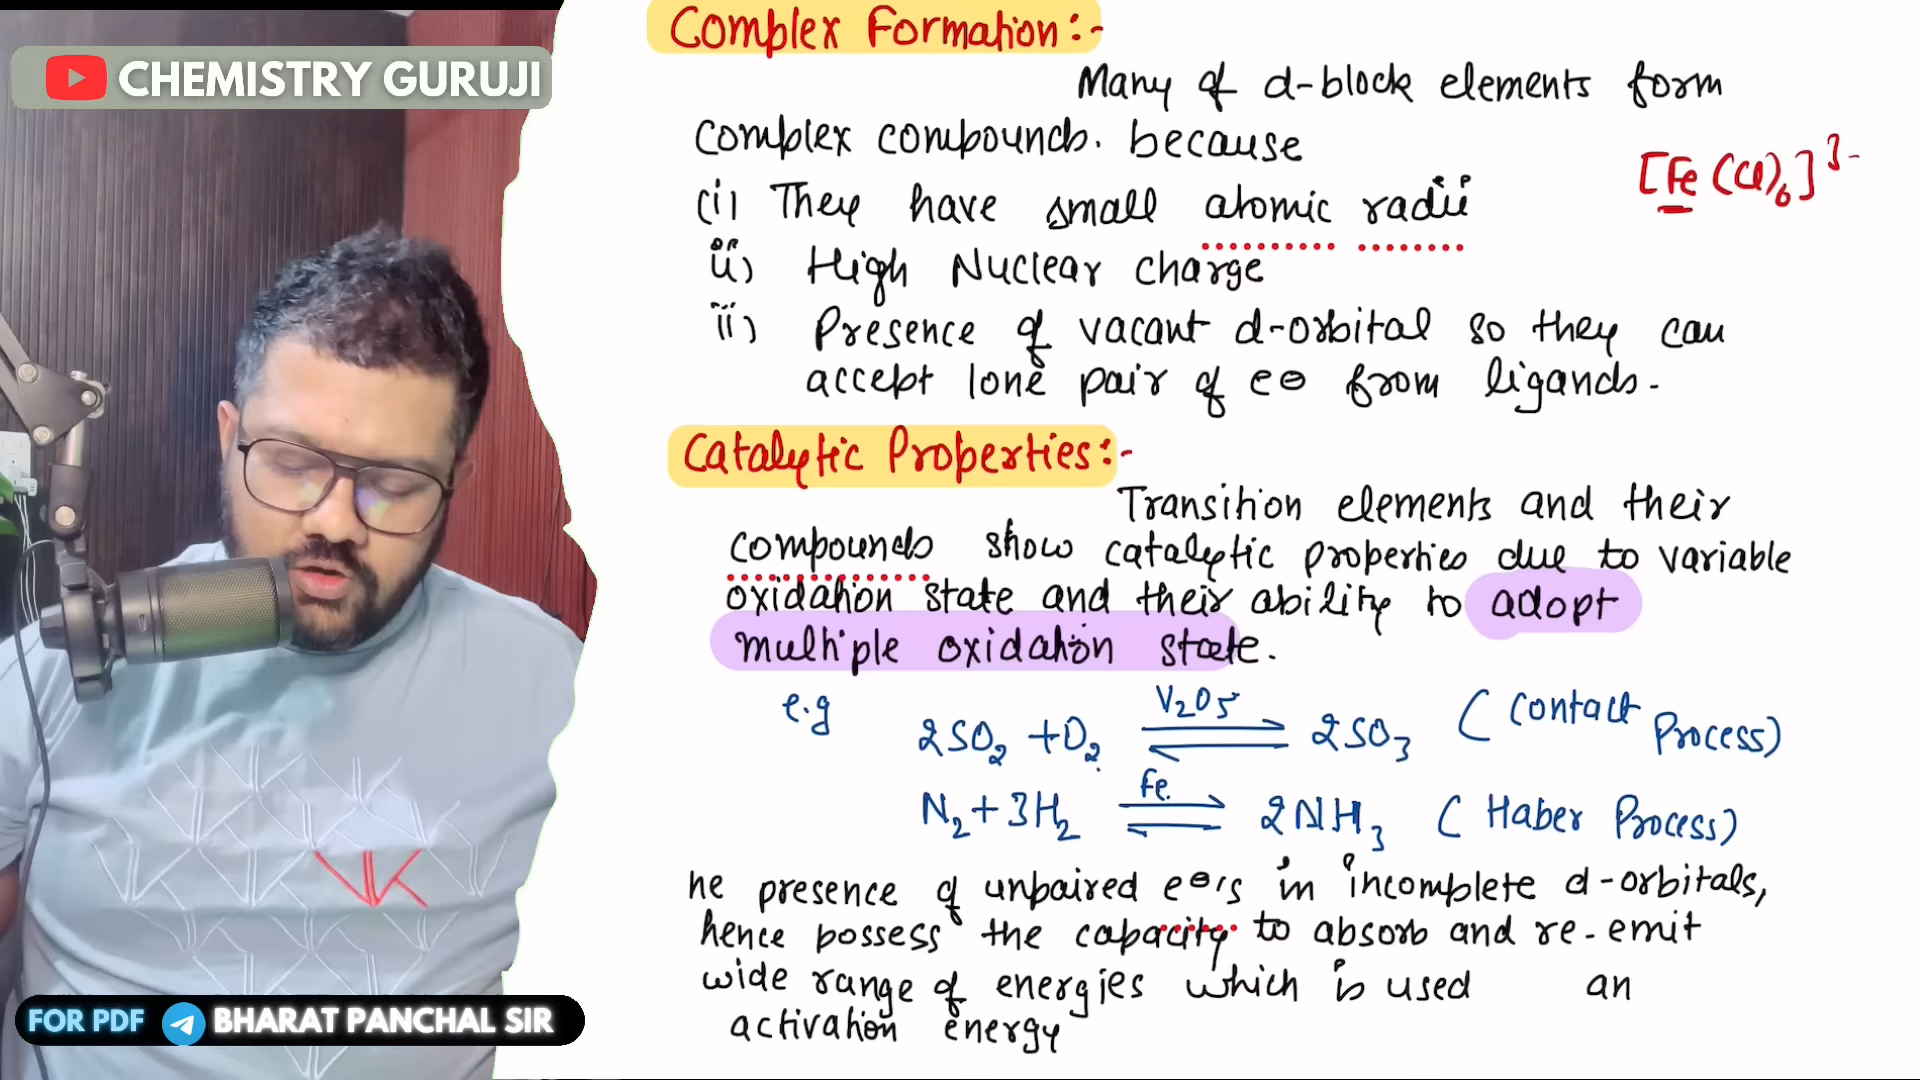 CHEMISTRY GURUJI
Complex Formation:-
Many of d-block elements form
Complex compounds. because
(i) They have small atomic radii
ii) High Nuclear charge
iii) Presence of vacant d-orbital so they can
accept lone pair of e⊖ from ligands.
Catalytic Properties:-
Transition elements and their
compounds show catalytic properties due to variable
oxidation state and their ability to adopt
multiple oxidation state.
e.g 2SO₂ + O₂ ⇌ V₂O₅ 2SO₃ (Contact Process)
N₂ + 3H₂ ⇌ Fe. 2NH₃ (Haber Process)
he presence of unpaired e⊖'s in incomplete d-orbitals,
hence possess the capacity to absorb and re-emit
wide range of energies which is used an
activation energy
FOR PDF BHARAT PANCHAL SIR